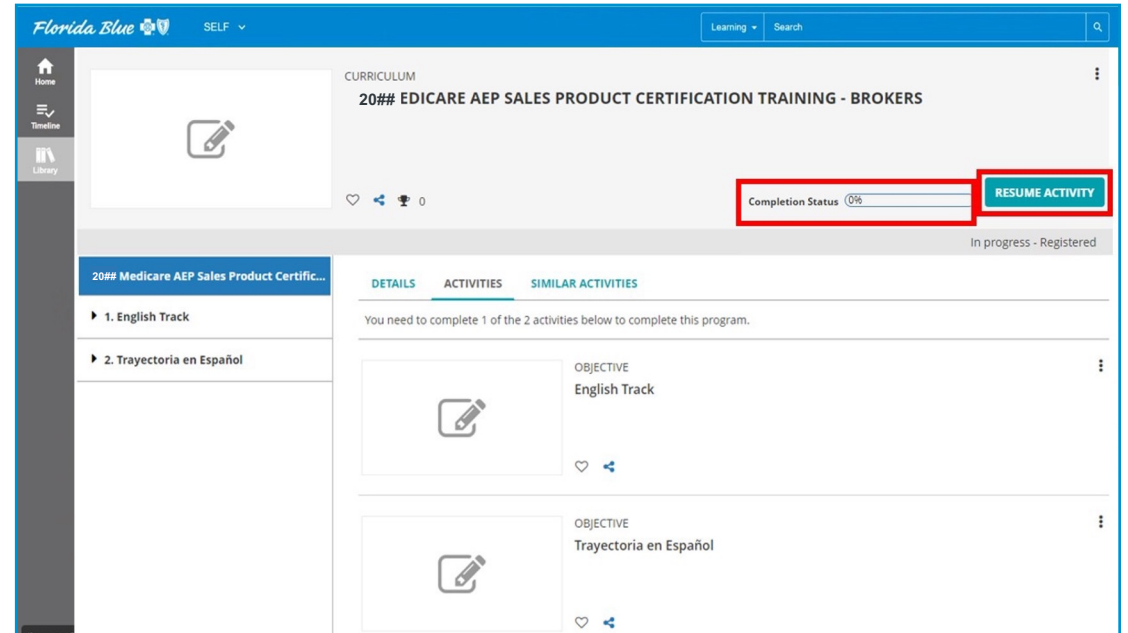 Florida Blue
SELF
Learning
Search
Home
Timeline
Library
CURRICULUM
20## EDICARE AEP SALES PRODUCT CERTIFICATION TRAINING - BROKERS
0
Completion Status 0%
RESUME ACTIVITY
In progress - Registered
20## Medicare AEP Sales Product Certific...
1. English Track
2. Trayectoria en Español
DETAILS ACTIVITIES SIMILAR ACTIVITIES
You need to complete 1 of the 2 activities below to complete this program.
OBJECTIVE
English Track
OBJECTIVE
Trayectoria en Español